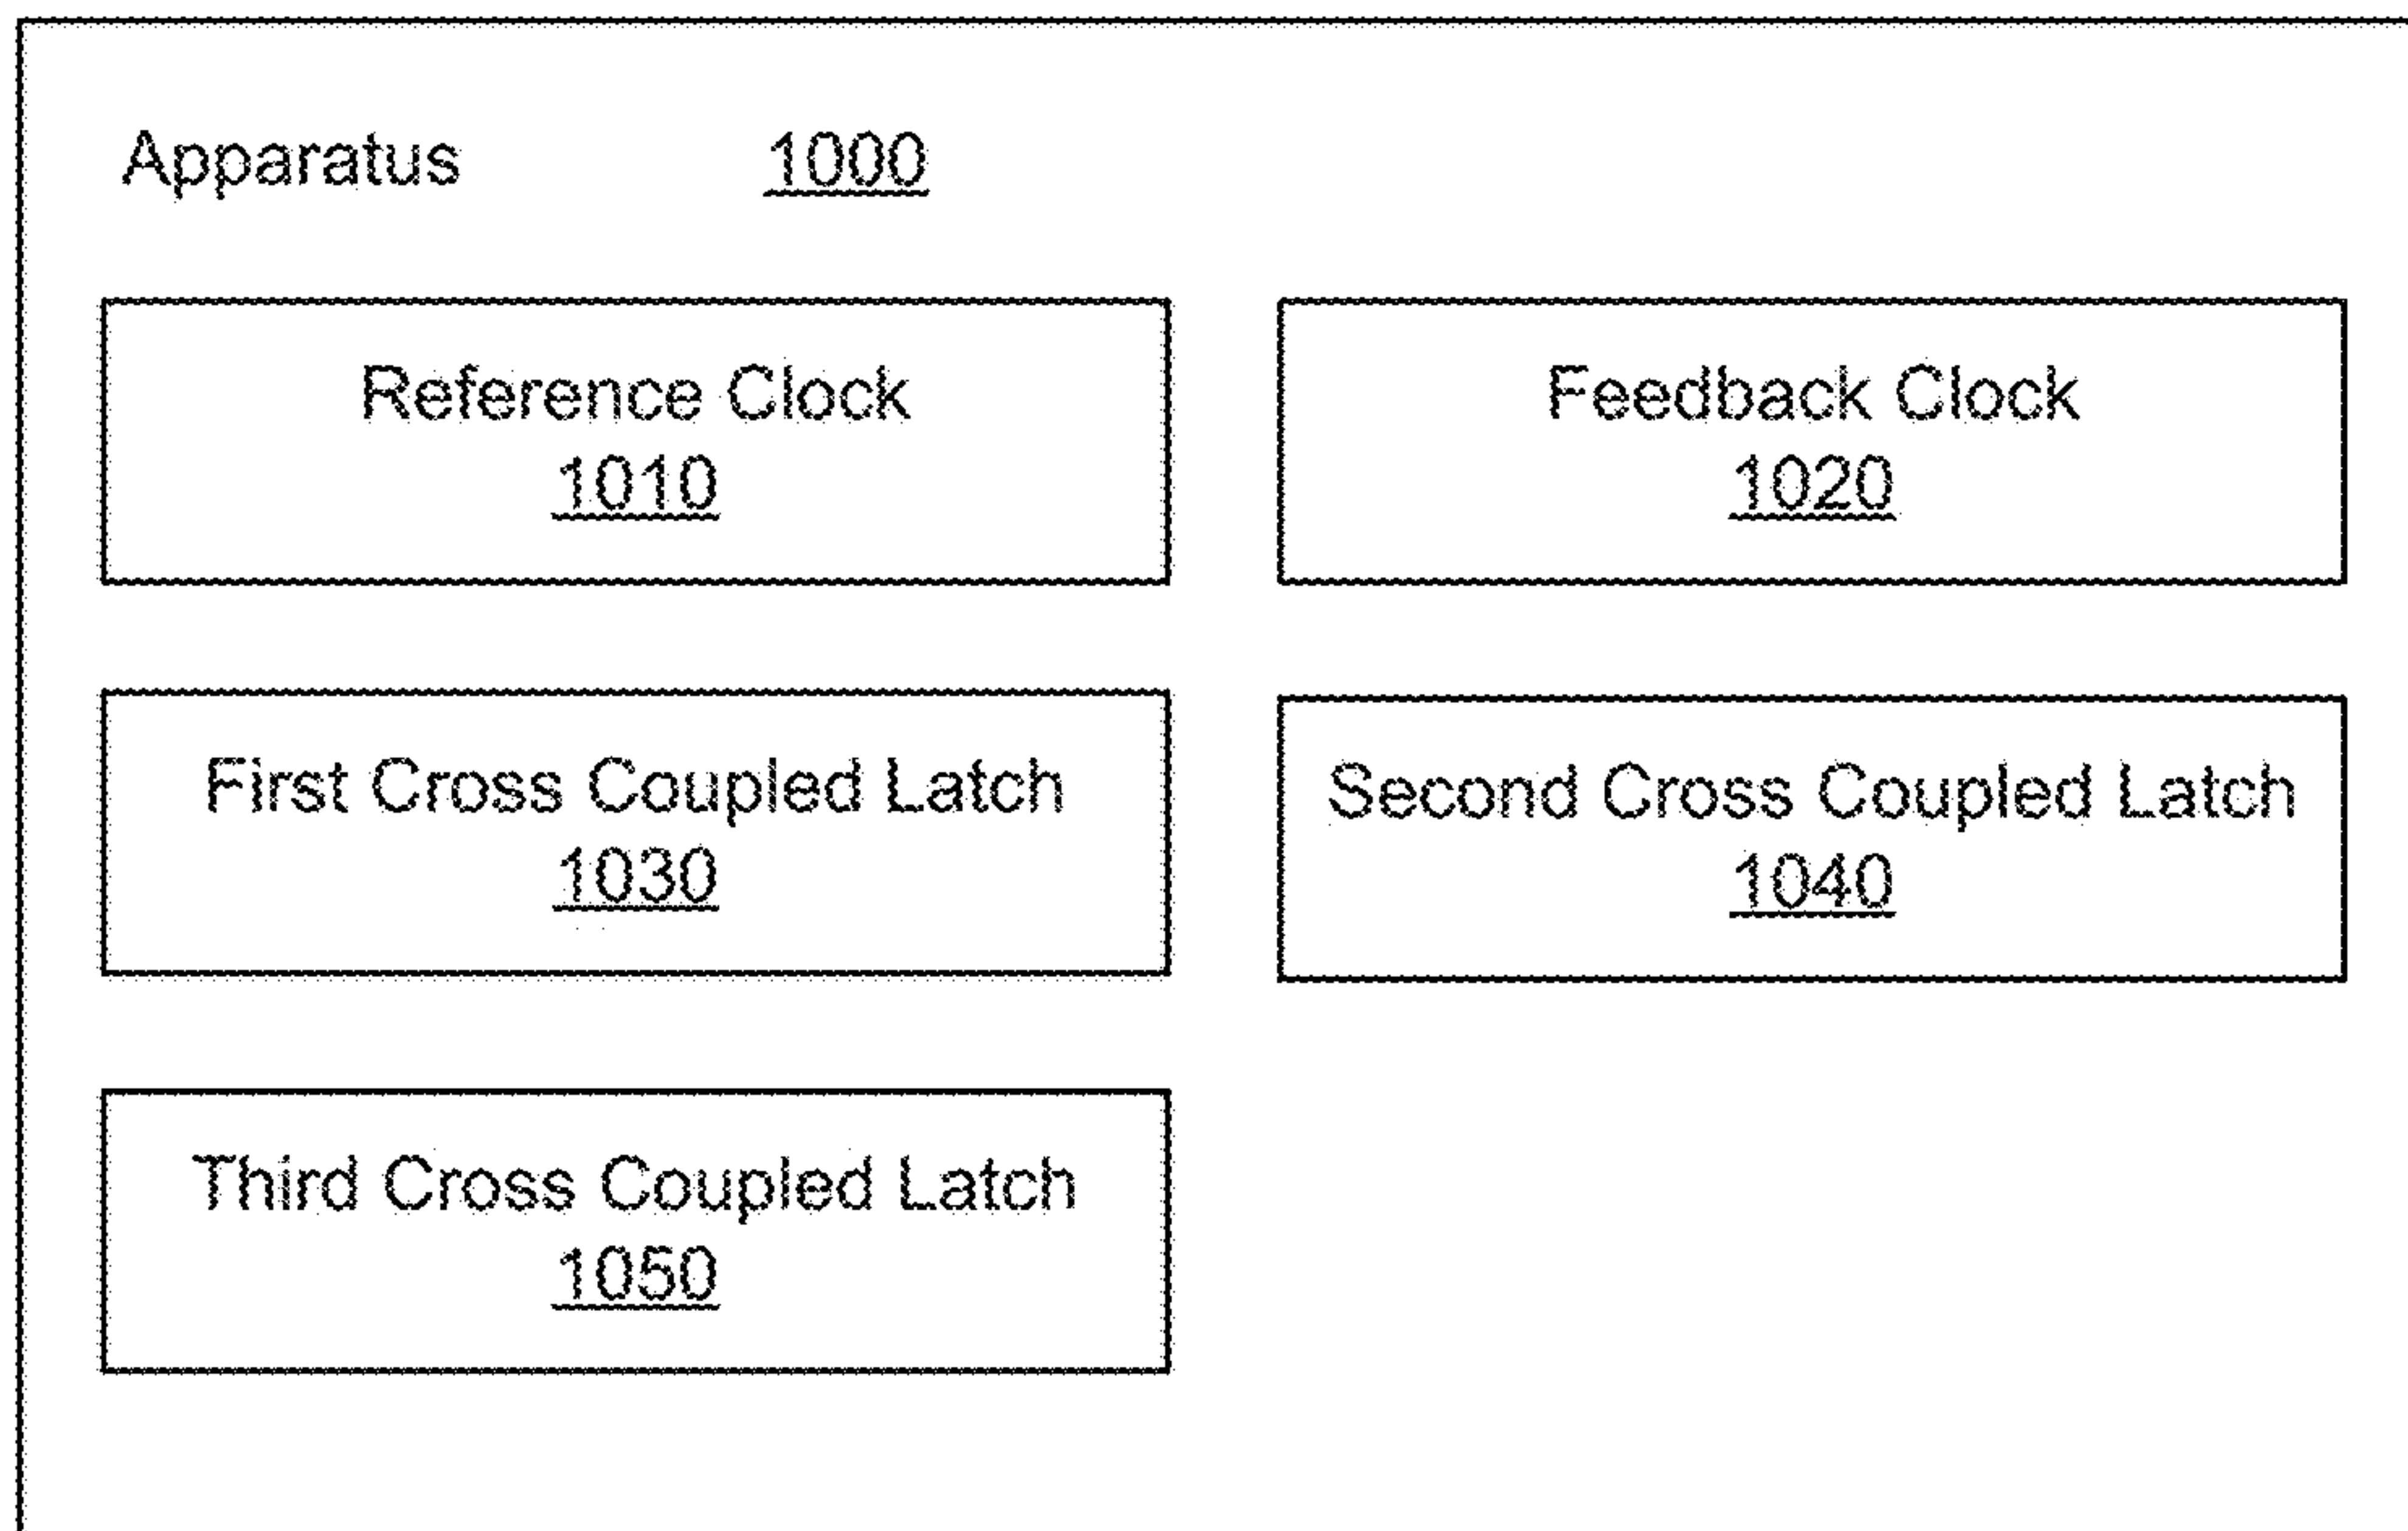 Apparatus 1000
Reference Clock
1010
Feedback Clock
1020
First Cross Coupled Latch
1030
Second Cross Coupled Latch
1040
Third Cross Coupled Latch
1050